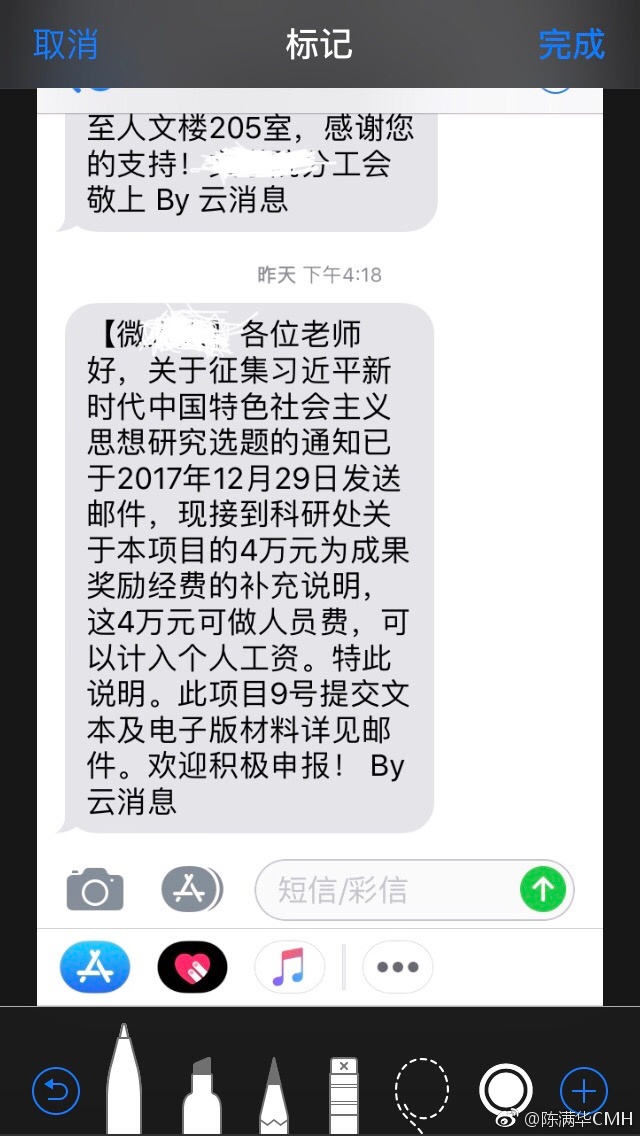 取消 标记 完成
至人文楼205室，感谢您
的支持！ 分工会
敬上 By 云消息
昨天 下午4:18
【微 】各位老师
好，关于征集习近平新
时代中国特色社会主义
思想研究选题的通知已
于2017年12月29日发送
邮件，现接到科研处关
于本项目的4万元为成果
奖励经费的补充说明，
这4万元可做人员费，可
以计入个人工资。特此
说明。此项目9号提交文
本及电子版材料详见邮
件。欢迎积极申报！ By
云消息
短信/彩信
@陈满华CMH